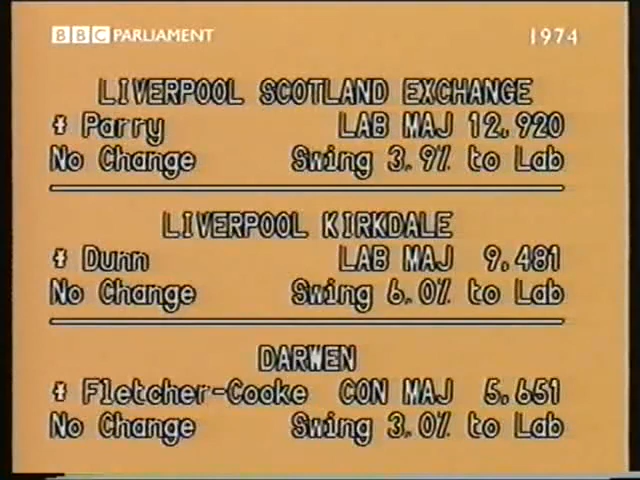 BBC PARLIAMENT 1974
LIVERPOOL SCOTLAND EXCHANGE
* Parry LAB MAJ 12.920
No Change Swing 3.9% to Lab
LIVERPOOL KIRKDALE
* Dunn LAB MAJ 9.481
No Change Swing 6.0% to Lab
DARWEN
* Fletcher-Cooke CON MAJ 5.651
No Change Swing 3.0% to Lab